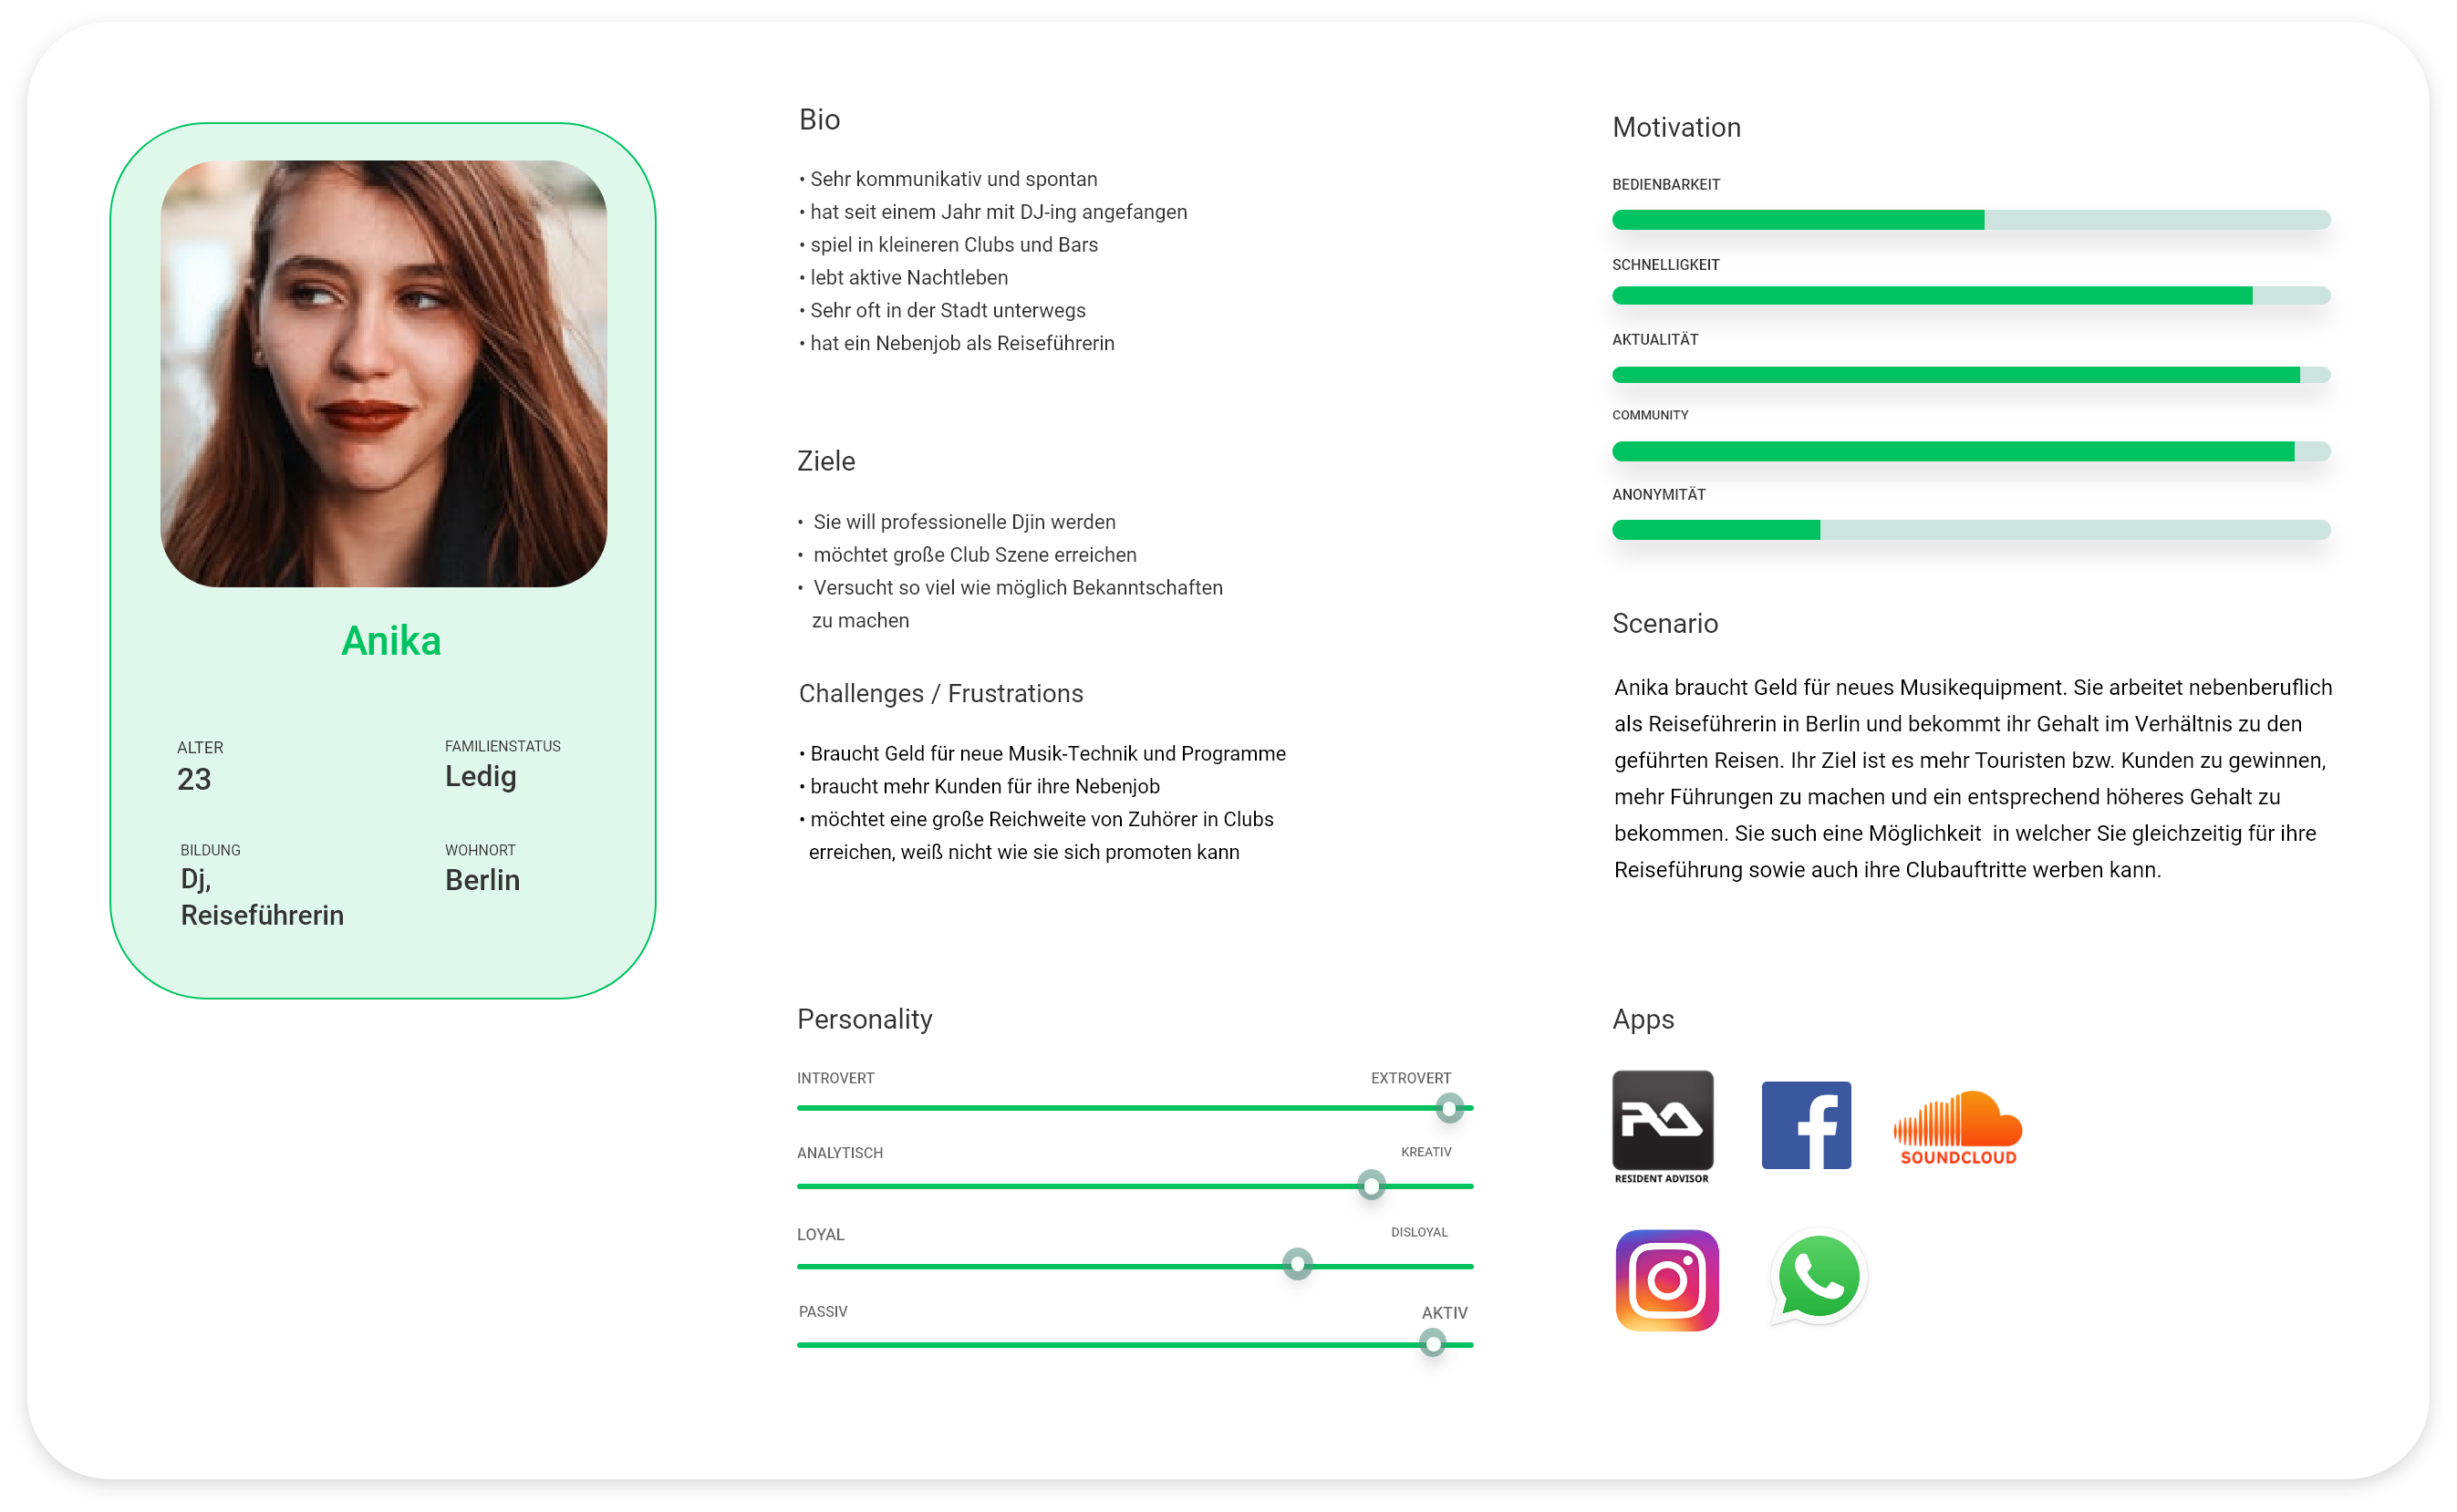 Anika
ALTER
23
FAMILIENSTATUS
Ledig
BILDUNG
Dj,
Reiseführerin
WOHNORT
Berlin
Bio
• Sehr kommunikativ und spontan
• hat seit einem Jahr mit DJ-ing angefangen
• spiel in kleineren Clubs und Bars
• lebt aktive Nachtleben
• Sehr oft in der Stadt unterwegs
• hat ein Nebenjob als Reiseführerin
Ziele
• Sie will professionelle Djin werden
• möchtet große Club Szene erreichen
• Versucht so viel wie möglich Bekanntschaften
zu machen
Challenges / Frustrations
• Braucht Geld für neue Musik-Technik und Programme
• braucht mehr Kunden für ihre Nebenjob
• möchtet eine große Reichweite von Zuhörer in Clubs
erreichen, weiß nicht wie sie sich promoten kann
Personality
INTROVERT EXTROVERT
ANALYTISCH KREATIV
LOYAL DISLOYAL
PASSIV AKTIV
Motivation
BEDIENBARKEIT
SCHNELLIGKEIT
AKTUALITÄT
COMMUNITY
ANONYMITÄT
Scenario
Anika braucht Geld für neues Musikequipment. Sie arbeitet nebenberuflich
als Reiseführerin in Berlin und bekommt ihr Gehalt im Verhältnis zu den
geführten Reisen. Ihr Ziel ist es mehr Touristen bzw. Kunden zu gewinnen,
mehr Führungen zu machen und ein entsprechend höheres Gehalt zu
bekommen. Sie such eine Möglichkeit in welcher Sie gleichzeitig für ihre
Reiseführung sowie auch ihre Clubauftritte werben kann.
Apps
RA
RESIDENT ADVISOR
f
SOUNDCLOUD